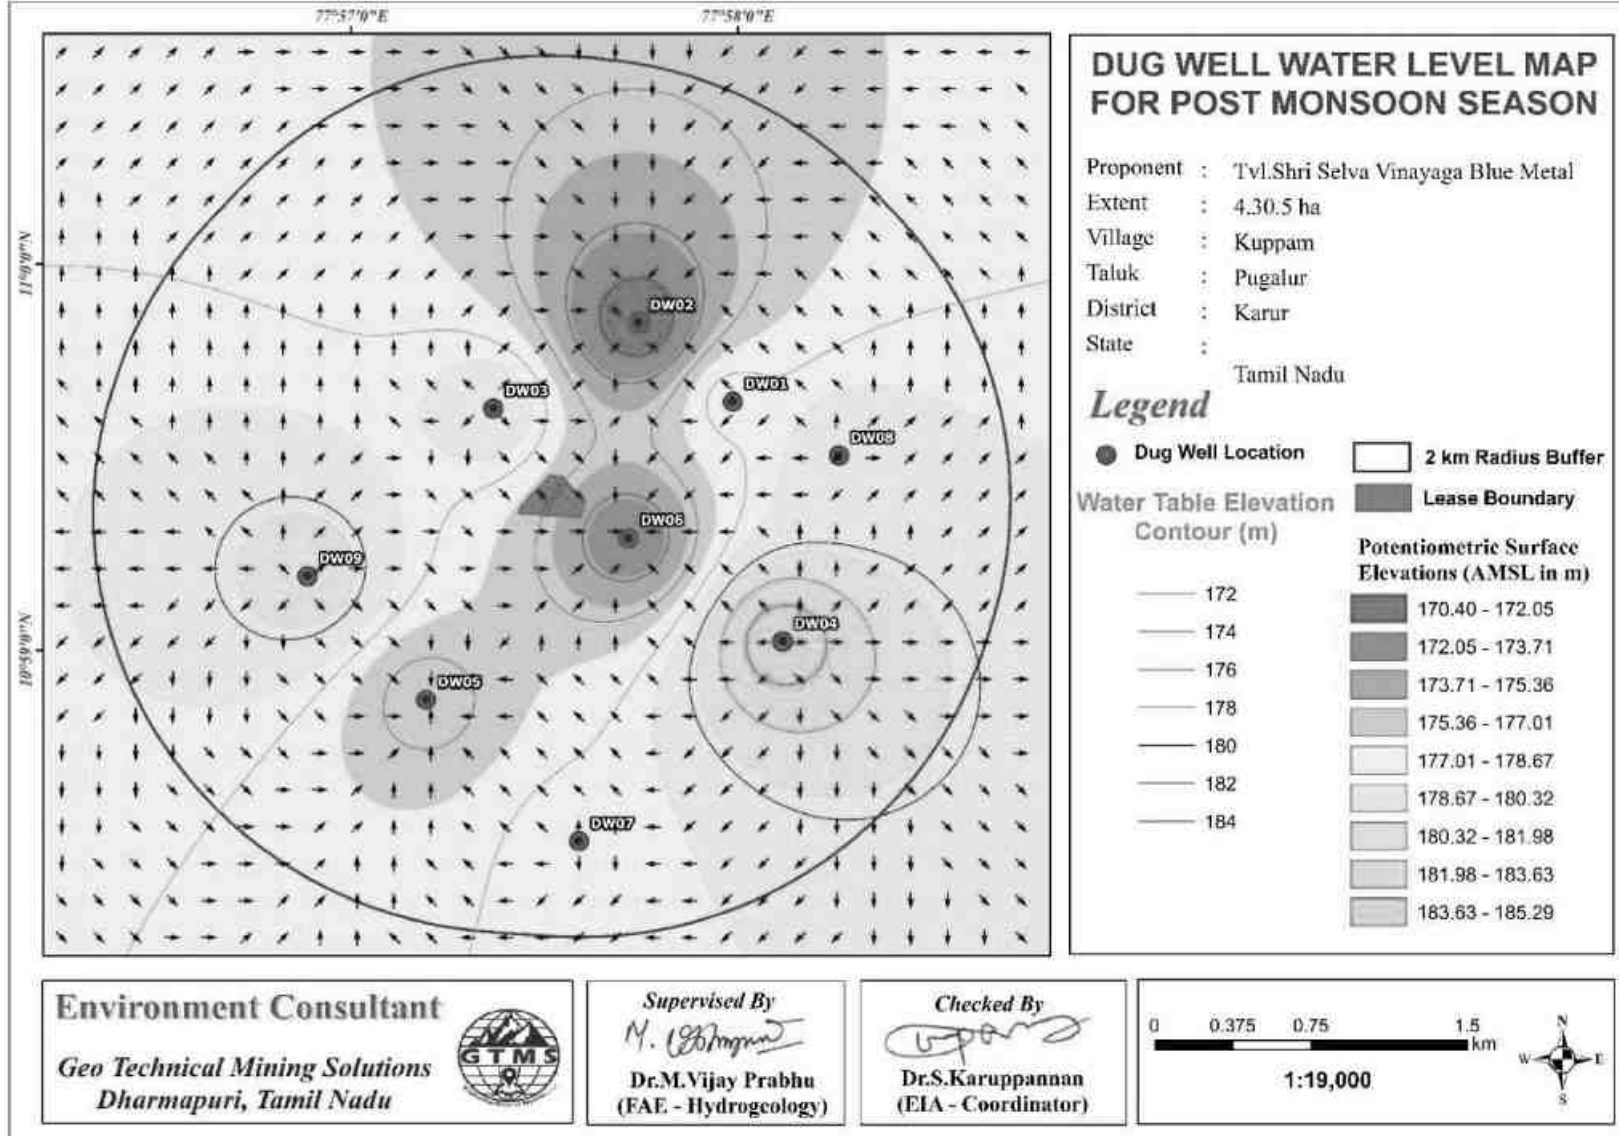 77°57'0"E
77°58'0"E
11°0'0"N
10°59'0"N
DW02
DW03
DW01
DW08
DW06
DW09
DW04
DW05
DW07
DUG WELL WATER LEVEL MAP
FOR POST MONSOON SEASON
Proponent : Tvl.Shri Selva Vinayaga Blue Metal
Extent : 4.30.5 ha
Village : Kuppam
Taluk : Pugalur
District : Karur
State :
Tamil Nadu
Legend
Dug Well Location
2 km Radius Buffer
Lease Boundary
Water Table Elevation
Contour (m)
172
174
176
178
180
182
184
Potentiometric Surface
Elevations (AMSL in m)
170.40 - 172.05
172.05 - 173.71
173.71 - 175.36
175.36 - 177.01
177.01 - 178.67
178.67 - 180.32
180.32 - 181.98
181.98 - 183.63
183.63 - 185.29
Environment Consultant
Geo Technical Mining Solutions
Dharmapuri, Tamil Nadu
GTMS
Supervised By
Dr.M.Vijay Prabhu
(FAE - Hydrogeology)
Checked By
Dr.S.Karuppannan
(EIA - Coordinator)
0 0.375 0.75 1.5
km
1:19,000
N
W E
S